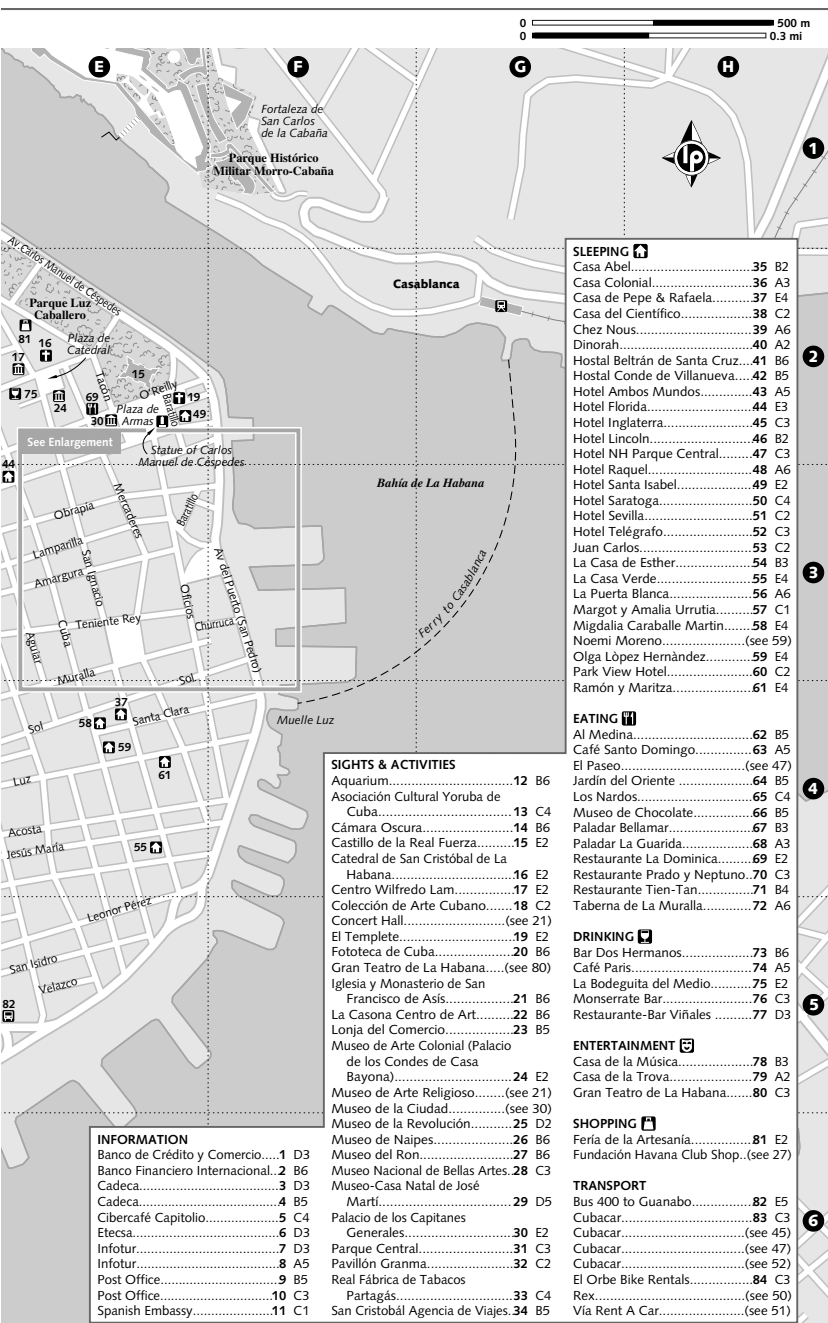 0 500 m
0 0.3 mi
E F G H
Fortaleza de
San Carlos
de la Cabaña
Parque Histórico
Militar Morro-Cabaña
lp
1
Av Carlos Manuel de Céspedes
Casablanca
Parque Luz
Caballero
81
16
17
Plaza de
Catedral
2
15
75
24
Tacón
69
O'Reilly
19
Plaza de
Armas
Baratillo
49
30
See Enlargement
Statue of Carlos
Manuel de Cèspedes
44
Bahía de La Habana
Obrapía
Mercaderes
Baratillo
Lamparilla
San Ignacio
Amargura
Av del Puerto (San Pedro)
Ferry to Casablanca
3
Oficios
Teniente Rey
Churruca
Cuba
Aguiar
Muralla
Sol
37
Santa Clara
58
Muelle Luz
Sol
59
61
Luz
4
Acosta
Jesús María
55
Leonor Pérez
San Isidro
Velazco
82
5
6
SLEEPING
Casa Abel 35 B2
Casa Colonial 36 A3
Casa de Pepe & Rafaela 37 E4
Casa del Científico 38 C2
Chez Nous 39 A6
Dinorah 40 A2
Hostal Beltrán de Santa Cruz 41 B6
Hostal Conde de Villanueva 42 B5
Hotel Ambos Mundos 43 A5
Hotel Florida 44 E3
Hotel Inglaterra 45 C3
Hotel Lincoln 46 B2
Hotel NH Parque Central 47 C3
Hotel Raquel 48 A6
Hotel Santa Isabel 49 E2
Hotel Saratoga 50 C4
Hotel Sevilla 51 C2
Hotel Telégrafo 52 C3
Juan Carlos 53 C2
La Casa de Esther 54 B3
La Casa Verde 55 E4
La Puerta Blanca 56 A6
Margot y Amalia Urrutia 57 C1
Migdalia Caraballe Martin 58 E4
Noemi Moreno (see 59)
Olga Lòpez Hernàndez 59 E4
Park View Hotel 60 C2
Ramón y Maritza 61 E4
EATING
Al Medina 62 B5
Café Santo Domingo 63 A5
El Paseo (see 47)
Jardín del Oriente 64 B5
Los Nardos 65 C4
Museo de Chocolate 66 B5
Paladar Bellamar 67 B3
Paladar La Guarida 68 A3
Restaurante La Dominica 69 E2
Restaurante Prado y Neptuno 70 C3
Restaurante Tien-Tan 71 B4
Taberna de La Muralla 72 A6
DRINKING
Bar Dos Hermanos 73 B6
Café Paris 74 A5
La Bodeguita del Medio 75 E2
Monserrate Bar 76 C3
Restaurante-Bar Viñales 77 D3
ENTERTAINMENT
Casa de la Música 78 B3
Casa de la Trova 79 A2
Gran Teatro de La Habana 80 C3
SHOPPING
Fería de la Artesanía 81 E2
Fundación Havana Club Shop (see 27)
TRANSPORT
Bus 400 to Guanabo 82 E5
Cubacar 83 C3
Cubacar (see 45)
Cubacar (see 47)
Cubacar (see 52)
El Orbe Bike Rentals 84 C3
Rex (see 50)
Vía Rent A Car (see 51)
SIGHTS & ACTIVITIES
Aquarium 12 B6
Asociación Cultural Yoruba de
Cuba 13 C4
Cámara Oscura 14 B6
Castillo de la Real Fuerza 15 E2
Catedral de San Cristóbal de La
Habana 16 E2
Centro Wilfredo Lam 17 E2
Colección de Arte Cubano 18 C2
Concert Hall (see 21)
El Templete 19 E2
Fototeca de Cuba 20 B6
Gran Teatro de La Habana (see 80)
Iglesia y Monasterio de San
Francisco de Asís 21 B6
La Casona Centro de Art 22 B6
Lonja del Comercio 23 B5
Museo de Arte Colonial (Palacio
de los Condes de Casa
Bayona) 24 E2
Museo de Arte Religioso (see 21)
Museo de la Ciudad (see 30)
Museo de la Revolución 25 D2
Museo de Naipes 26 B6
Museo del Ron 27 B6
Museo Nacional de Bellas Artes 28 C3
Museo-Casa Natal de José
Martí 29 D5
Palacio de los Capitanes
Generales 30 E2
Parque Central 31 C3
Pavillón Granma 32 C2
Real Fábrica de Tabacos
Partagás 33 C4
San Cristobál Agencia de Viajes 34 B5
INFORMATION
Banco de Crédito y Comercio 1 D3
Banco Financiero Internacional 2 B6
Cadeca 3 D3
Cadeca 4 B5
Cibercafé Capitolio 5 C4
Etecsa 6 D3
Infotur 7 D3
Infotur 8 A5
Post Office 9 B5
Post Office 10 C3
Spanish Embassy 11 C1